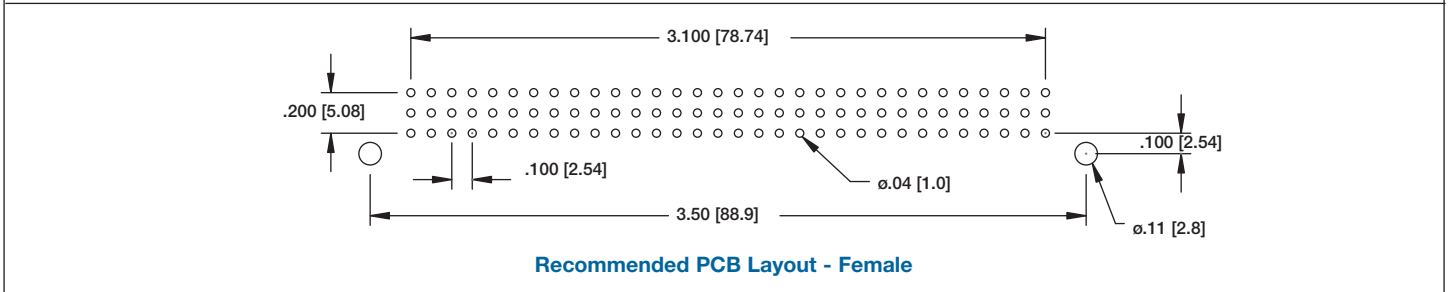 3.100 [78.74]
.200 [5.08]
.100 [2.54]
.100 [2.54]
ø.04 [1.0]
3.50 [88.9]
ø.11 [2.8]
Recommended PCB Layout - Female